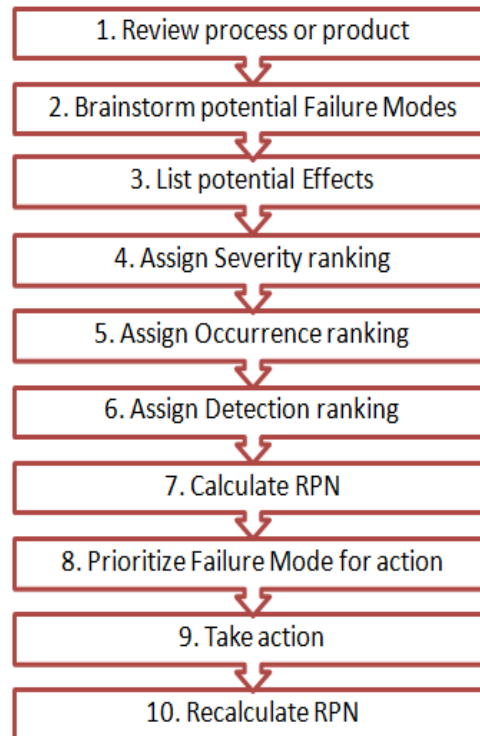 1. Review process or product
2. Brainstorm potential Failure Modes
3. List potential Effects
4. Assign Severity ranking
5. Assign Occurrence ranking
6. Assign Detection ranking
7. Calculate RPN
8. Prioritize Failure Mode for action
9. Take action
10. Recalculate RPN